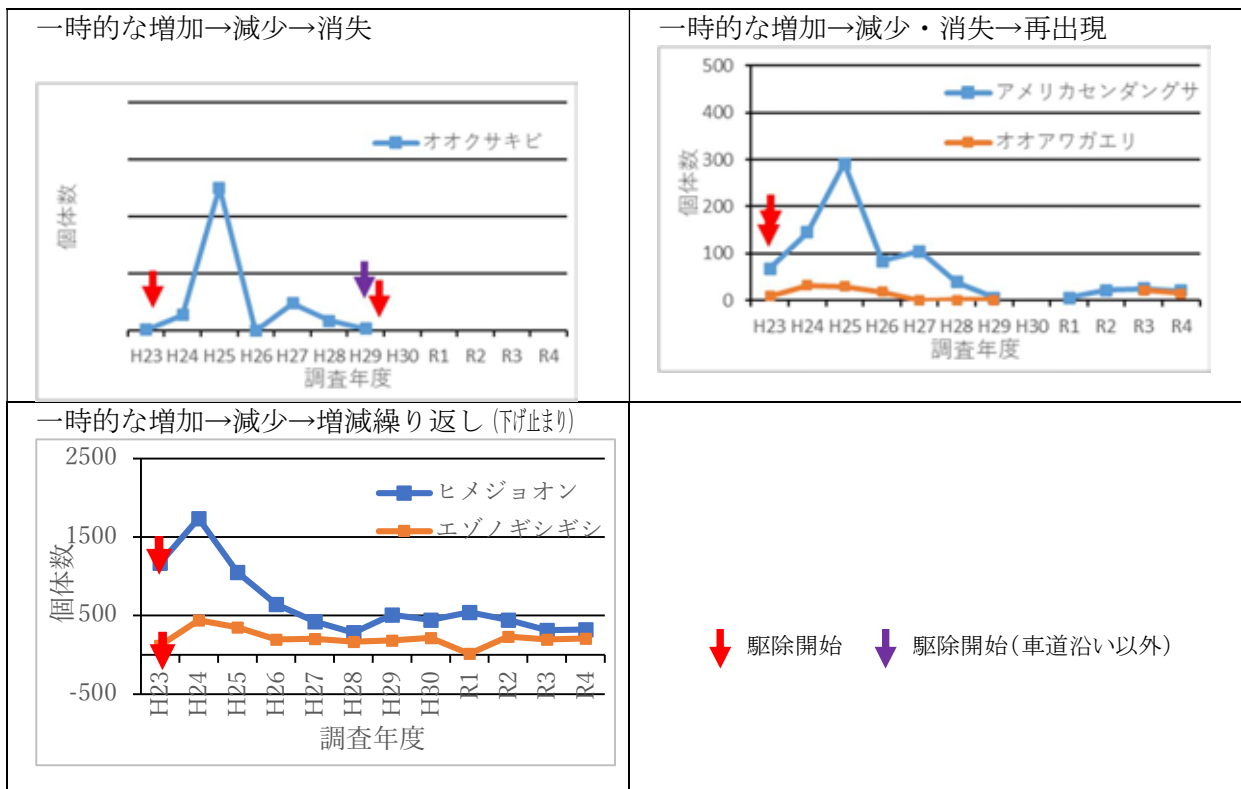 一時的な増加→減少→消失
オオクサキビ
個体数
H23 H24 H25 H26 H27 H28 H29 H30 R1 R2 R3 R4
調査年度
一時的な増加→減少・消失→再出現
500
400
300
200
100
0
アメリカセンダングサ
オオアワガエリ
個体数
H23 H24 H25 H26 H27 H28 H29 H30 R1 R2 R3 R4
調査年度
一時的な増加→減少→増減繰り返し(下げ止まり)
2500
1500
500
-500
ヒメジョオン
エゾノギシギシ
個体数
H23 H24 H25 H26 H27 H28 H29 H30 R1 R2 R3 R4
調査年度
駆除開始 駆除開始(車道沿い以外)